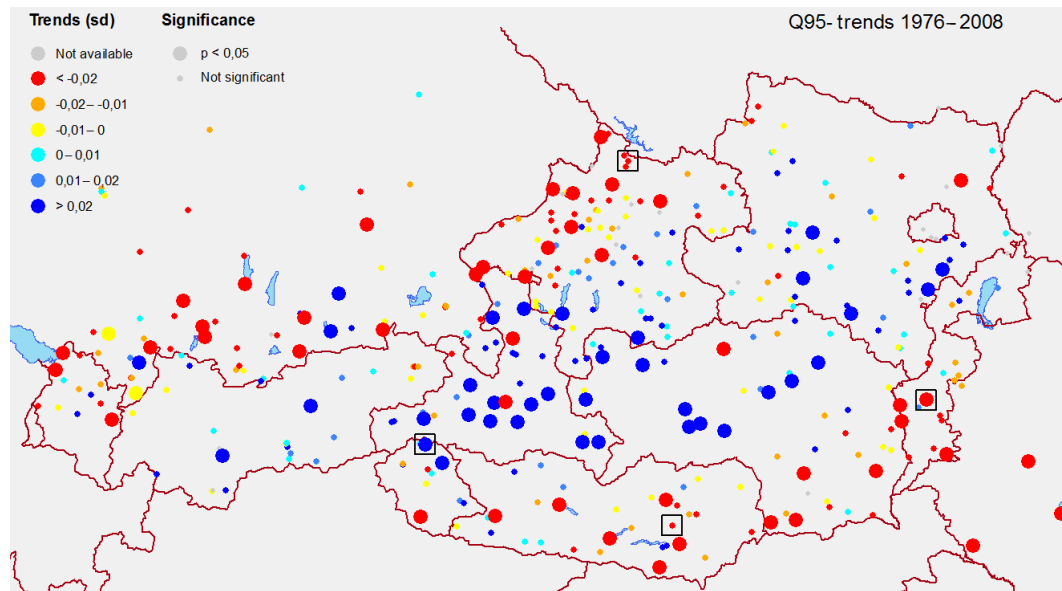 Trends (sd)
Significance
Q95- trends 1976–2008
Not available
p < 0,05
< -0,02
Not significant
-0,02– -0,01
-0,01– 0
0 – 0,01
0,01 – 0,02
> 0,02